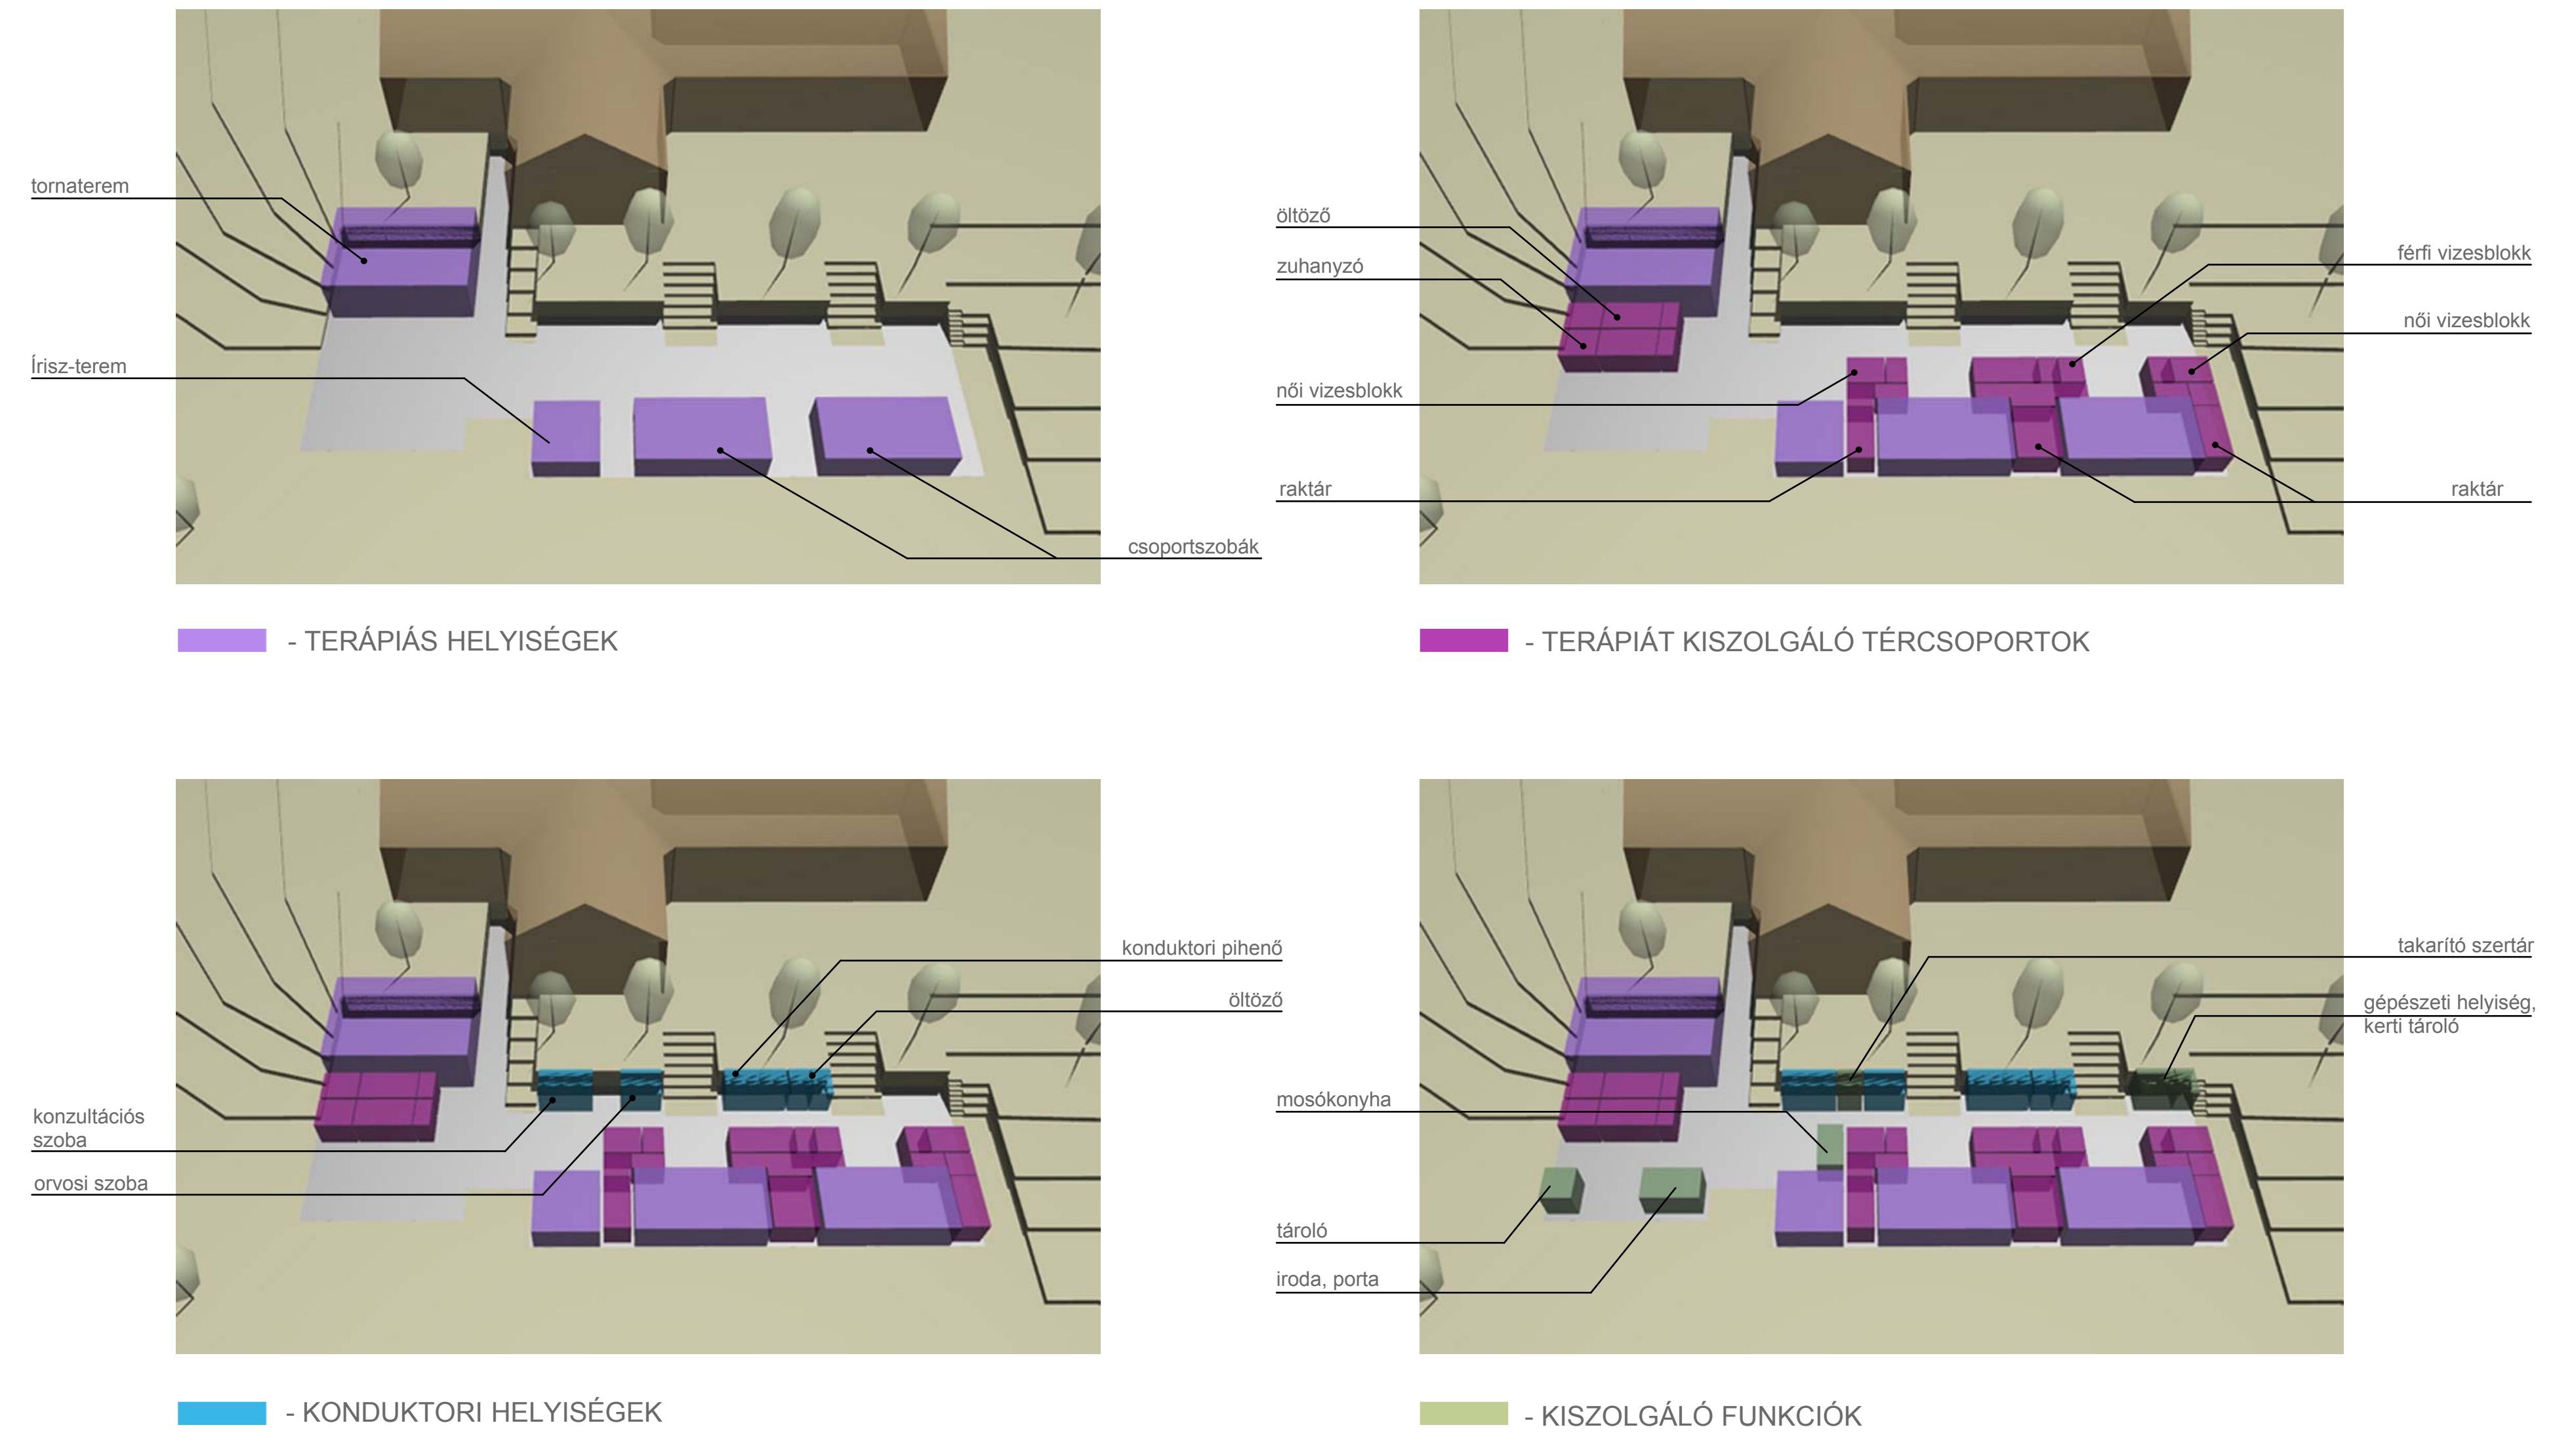 tornaterem
Írisz-terem
csoportszobák
- TERÁPIÁS HELYISÉGEK
öltöző
zuhanyzó
női vizesblokk
raktár
férfi vizesblokk
női vizesblokk
raktár
- TERÁPIÁT KISZOLGÁLÓ TÉRCSOPORTOK
konduktori pihenő
öltöző
konzultációs
szoba
orvosi szoba
- KONDUKTORI HELYISÉGEK
takarító szertár
gépészeti helyiség,
kerti tároló
mosókonyha
tároló
iroda, porta
- KISZOLGÁLÓ FUNKCIÓK